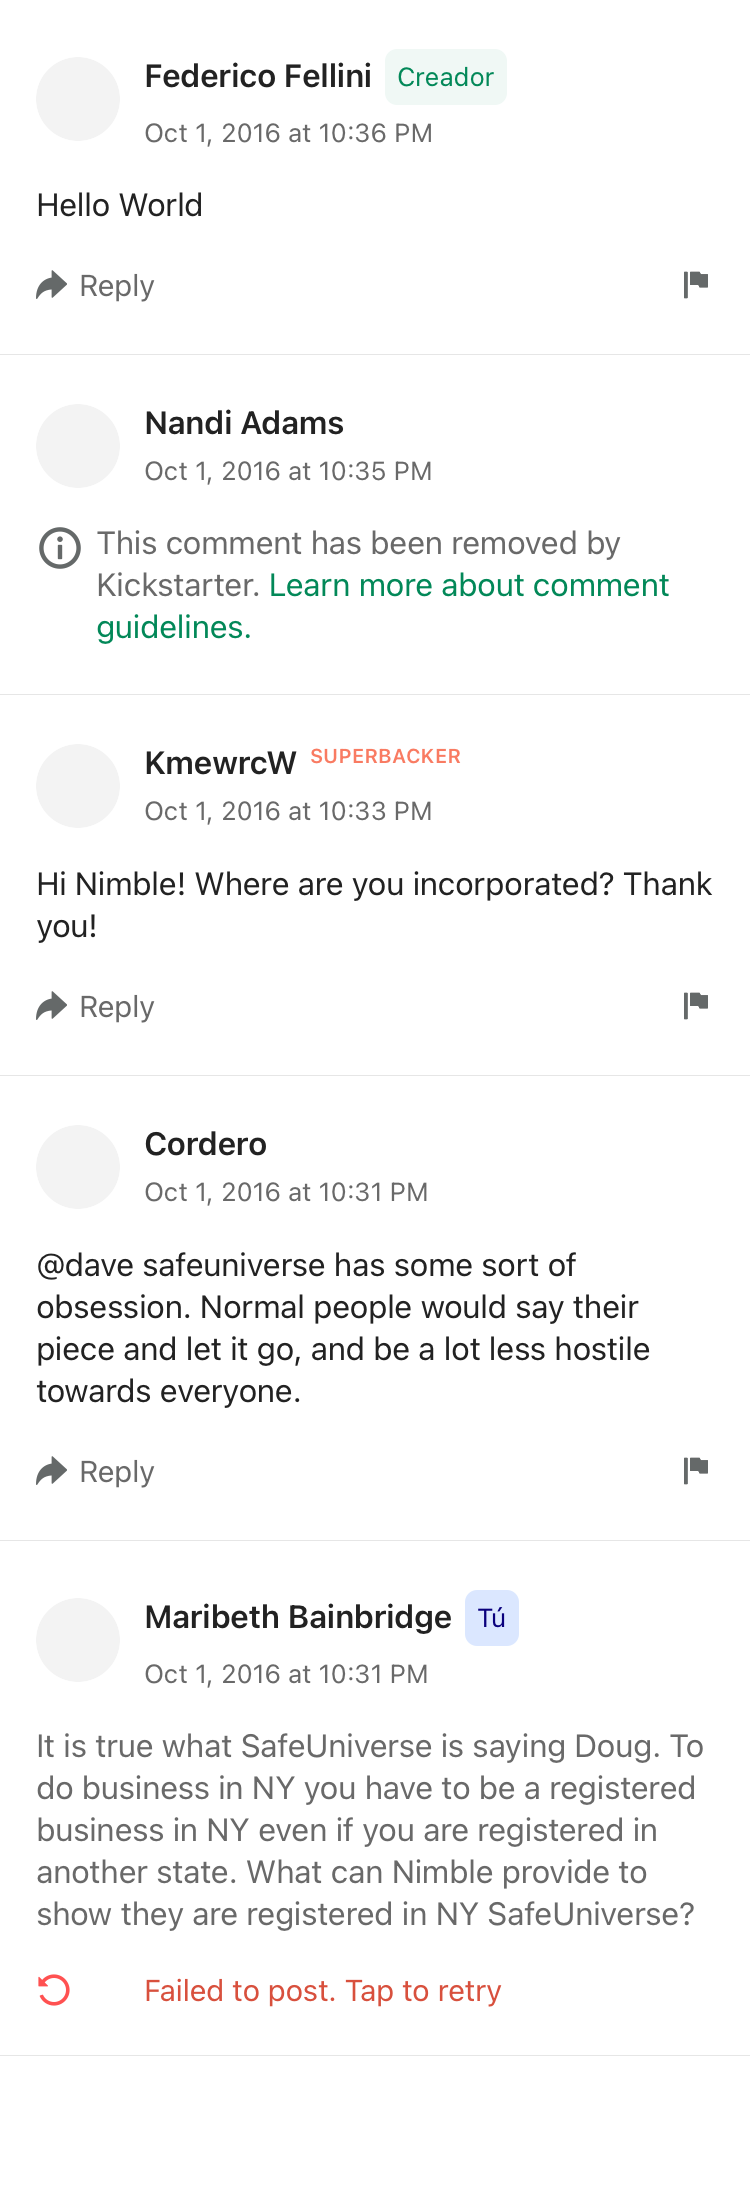 Federico Fellini Creador
Oct 1, 2016 at 10:36 PM
Hello World
Reply
Nandi Adams
Oct 1, 2016 at 10:35 PM
This comment has been removed by
Kickstarter. Learn more about comment
guidelines.
KmewrcW SUPERBACKER
Oct 1, 2016 at 10:33 PM
Hi Nimble! Where are you incorporated? Thank
you!
Reply
Cordero
Oct 1, 2016 at 10:31 PM
@dave safeuniverse has some sort of
obsession. Normal people would say their
piece and let it go, and be a lot less hostile
towards everyone.
Reply
Maribeth Bainbridge Tú
Oct 1, 2016 at 10:31 PM
It is true what SafeUniverse is saying Doug. To
do business in NY you have to be a registered
business in NY even if you are registered in
another state. What can Nimble provide to
show they are registered in NY SafeUniverse?
Failed to post. Tap to retry